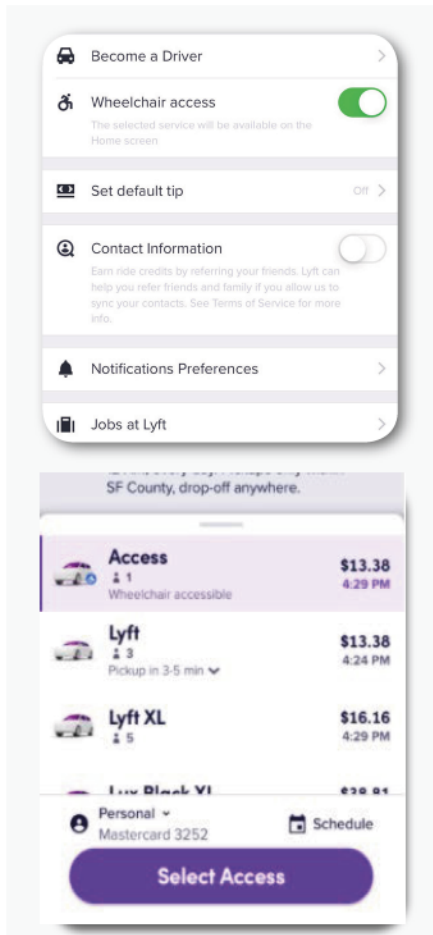 Become a Driver
Wheelchair access
The selected service will be available on the
Home screen
Set default tip
Off
Contact Information
Earn ride credits by referring your friends. Lyft can
help you refer friends and family if you allow us to
sync your contacts. See Terms of Service for more
info.
Notifications Preferences
Jobs at Lyft
SF County, drop-off anywhere.
Access
$13.38
1
4:29 PM
Wheelchair accessible
Lyft
$13.38
3
4:24 PM
Pickup in 3-5 min
Lyft XL
$16.16
5
4:29 PM
Lux Black XL
Personal
Schedule
Mastercard 3252
Select Access